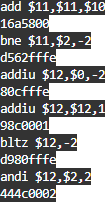 add $11,$11,$10
16a5800
bne $11,$2,-2
d562fffe
addiu $12,$0,-2
80cfffe
addiu $12,$12,1
98c0001
bltz $12,-2
d980fffe
andi $12,$2,2
444c0002